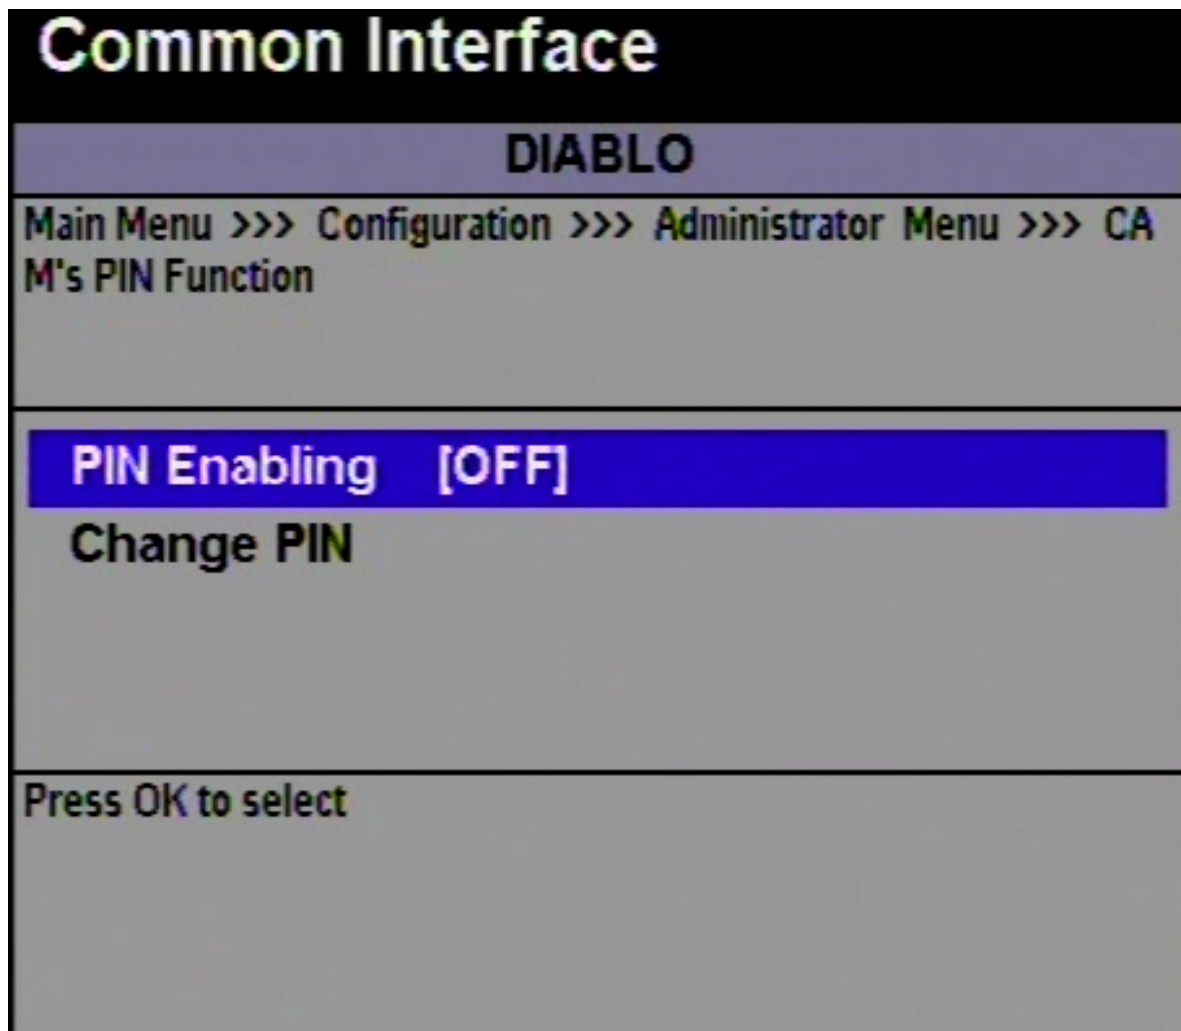 Common Interface
DIABLO
Main Menu >>> Configuration >>> Administrator Menu >>> CA
M's PIN Function
PIN Enabling [OFF]
Change PIN
Press OK to select